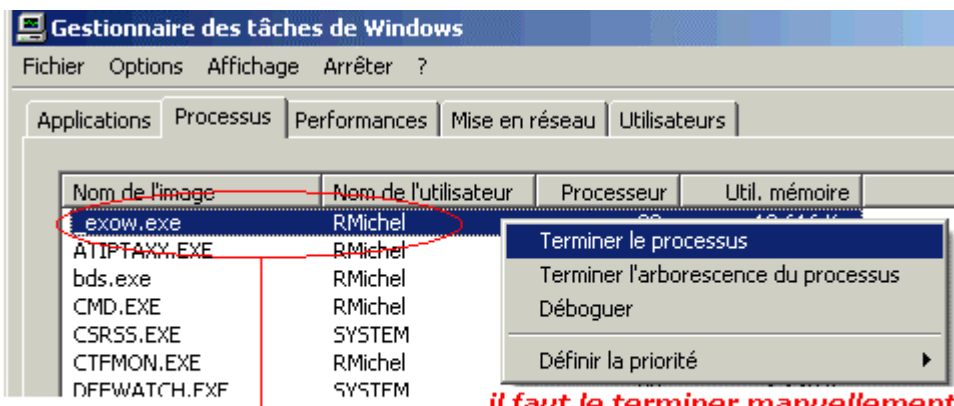 Gestionnaire des tâches de Windows
Fichier Options Affichage Arrêter ?
Applications Processus Performances Mise en réseau Utilisateurs
Nom de l'image Nom de l'utilisateur Processeur Util. mémoire
_exow.exe RMichel
Terminer le processus
ATIPTAXX.EXE RMichel
Terminer l'arborescence du processus
bds.exe RMichel
Déboguer
CMD.EXE RMichel
CSRSS.EXE SYSTEM
Définir la priorité
CTFMON.EXE RMichel
DEFWATCH.EXE SYSTEM
il faut le terminer manuellement